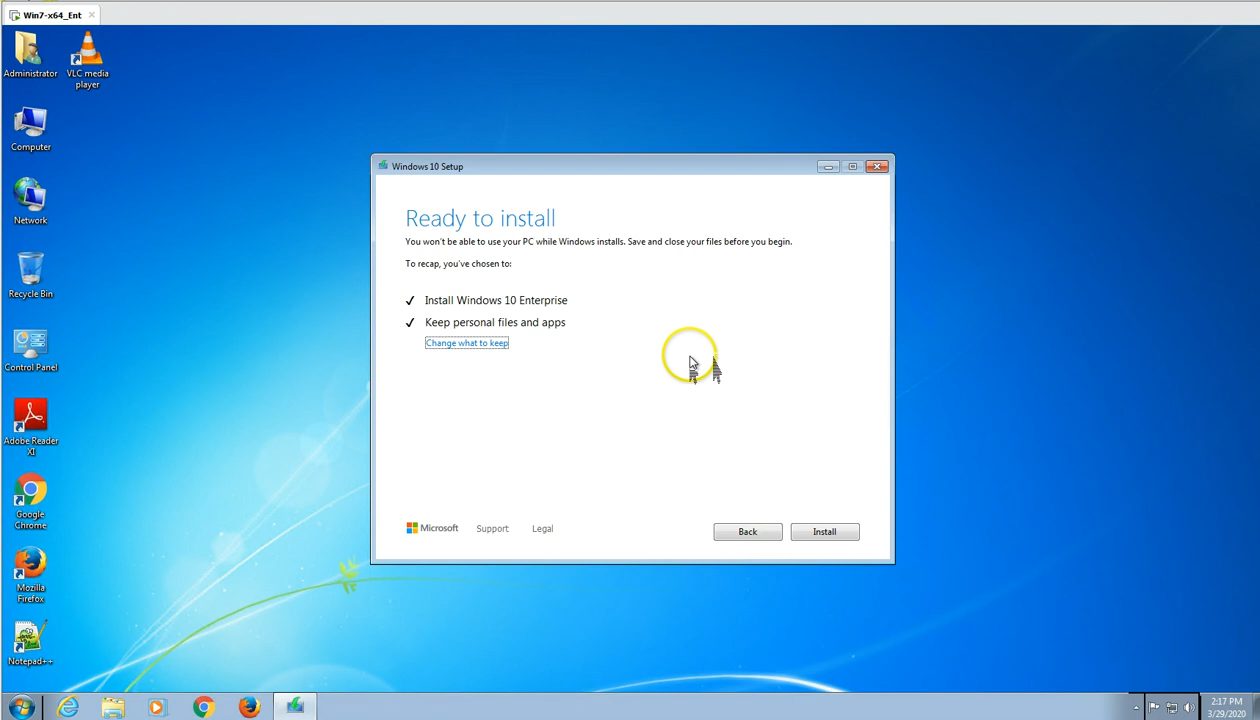 Win7-x64_Ent
Administrator
VLC media
player
Computer
Network
Recycle Bin
Control Panel
Adobe Reader
XI
Google
Chrome
Mozilla
Firefox
Notepad++
Windows 10 Setup
Ready to install
You won't be able to use your PC while Windows installs. Save and close your files before you begin.
To recap, you've chosen to:
✓ Install Windows 10 Enterprise
✓ Keep personal files and apps
Change what to keep
Microsoft Support Legal
Back Install
2:17 PM
3/29/2020